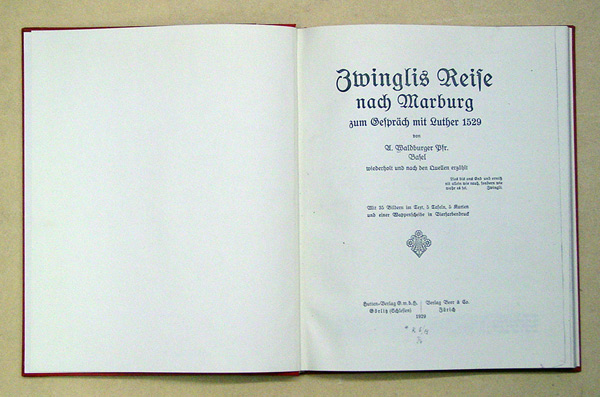 Zwinglis Reise
nach Marburg
zum Gespräch mit Luther 1529
von
A. Waldburger Pfr.
Basel
wiederholt und nach den Quellen erzählt
Zwingli.
Mit 35 Bildern im Text, 5 Tafeln, 5 Karten
und einer Wappenscheibe in Vierfarbendruck
Hutten-Verlag G.m.b.H.
Görlitz (Schlesien)
Verlag Beer & Co.
Zürich
1929